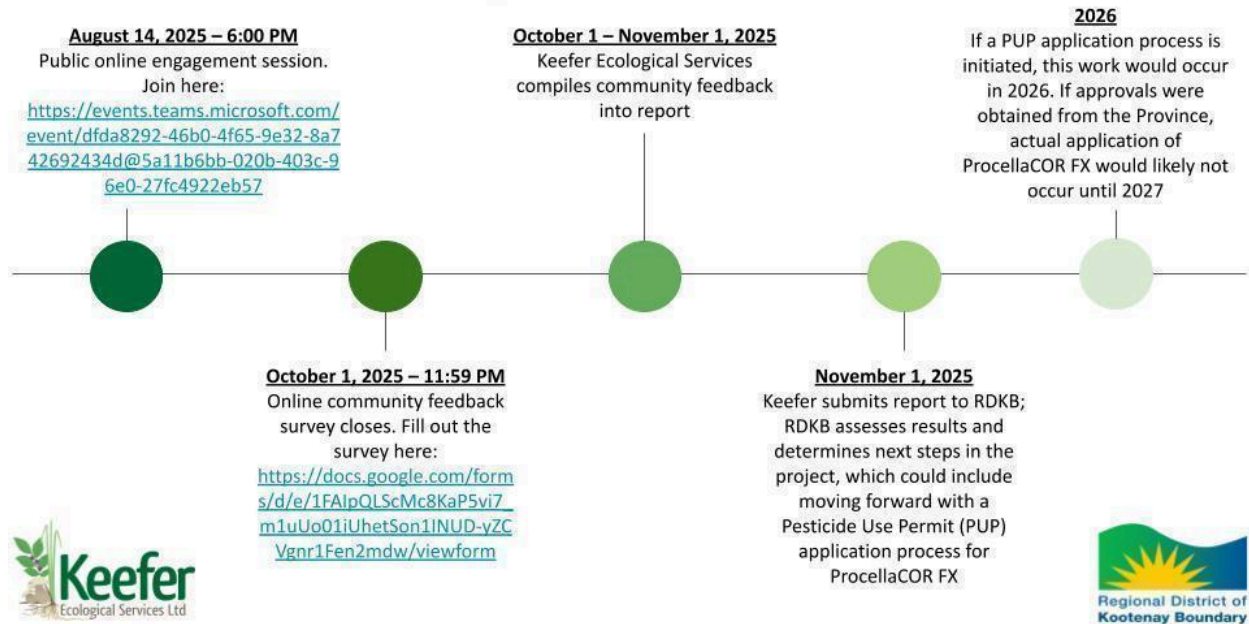 August 14, 2025 – 6:00 PM
Public online engagement session.
Join here:
https://events.teams.microsoft.com/
event/dfda8292-46b0-4f65-9e32-8a7
42692434d@5a11b6bb-020b-403c-9
6e0-27fc4922eb57
October 1, 2025 – 11:59 PM
Online community feedback
survey closes. Fill out the
survey here:
https://docs.google.com/form
s/d/e/1FAIpQLScMc8KaP5vi7_
m1uUo01iUhetSon1INUD-yZC
Vgnr1Fen2mdw/viewform
October 1 – November 1, 2025
Keefer Ecological Services
compiles community feedback
into report
November 1, 2025
Keefer submits report to RDKB;
RDKB assesses results and
determines next steps in the
project, which could include
moving forward with a
Pesticide Use Permit (PUP)
application process for
ProcellaCOR FX
2026
If a PUP application process is
initiated, this work would occur
in 2026. If approvals were
obtained from the Province,
actual application of
ProcellaCOR FX would likely not
occur until 2027
Keefer
Ecological Services Ltd
Regional District of
Kootenay Boundary